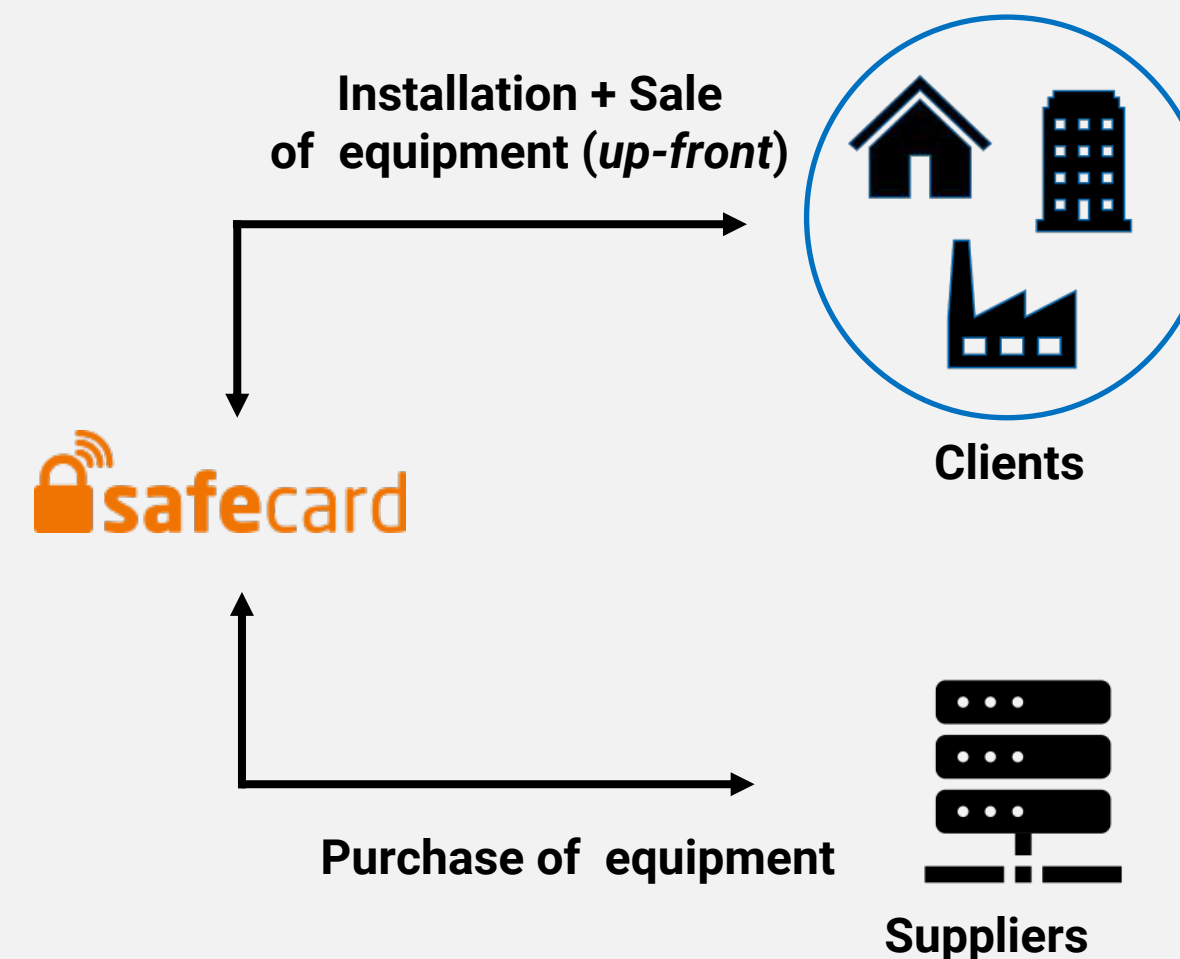 Installation + Sale
of equipment (up-front)
Clients
safecard
Purchase of equipment
Suppliers